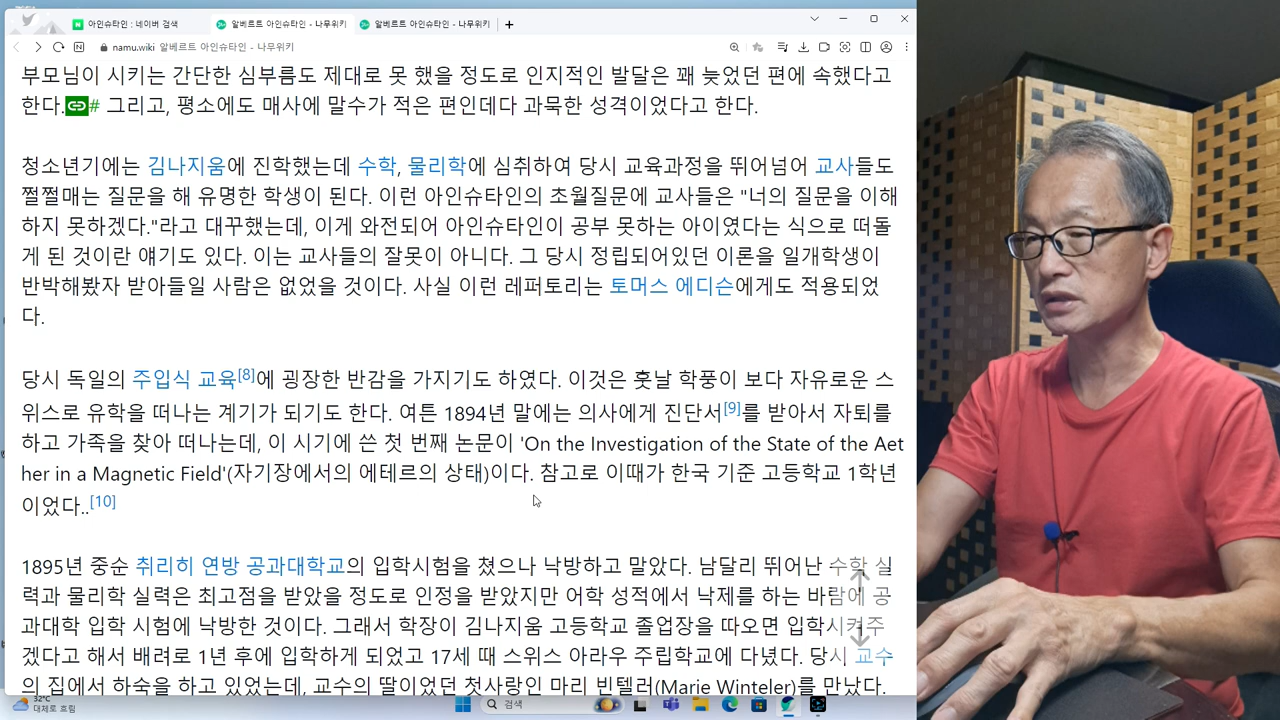 아인슈타인 : 네이버 검색
알베르트 아인슈타인 - 나무위키
알베르트 아인슈타인 - 나무위키
namu.wiki 알베르트 아인슈타인 - 나무위키
부모님이 시키는 간단한 심부름도 제대로 못 했을 정도로 인지적인 발달은 꽤 늦었던 편에 속했다고
한다.# 그리고, 평소에도 매사에 말수가 적은 편인데다 과묵한 성격이었다고 한다.
청소년기에는 김나지움에 진학했는데 수학, 물리학에 심취하여 당시 교육과정을 뛰어넘어 교사들도
쩔쩔매는 질문을 해 유명한 학생이 된다. 이런 아인슈타인의 초월질문에 교사들은 "너의 질문을 이해
하지 못하겠다."라고 대꾸했는데, 이게 와전되어 아인슈타인이 공부 못하는 아이였다는 식으로 떠돌
게 된 것이란 얘기도 있다. 이는 교사들의 잘못이 아니다. 그 당시 정립되어있던 이론을 일개학생이
반박해봤자 받아들일 사람은 없었을 것이다. 사실 이런 레퍼토리는 토머스 에디슨에게도 적용되었
다.
당시 독일의 주입식 교육[8]에 굉장한 반감을 가지기도 하였다. 이것은 훗날 학풍이 보다 자유로운 스
위스로 유학을 떠나는 계기가 되기도 한다. 여튼 1894년 말에는 의사에게 진단서[9]를 받아서 자퇴를
하고 가족을 찾아 떠나는데, 이 시기에 쓴 첫 번째 논문이 'On the Investigation of the State of the Aet
her in a Magnetic Field'(자기장에서의 에테르의 상태)이다. 참고로 이때가 한국 기준 고등학교 1학년
이었다..[10]
1895년 중순 취리히 연방 공과대학교의 입학시험을 쳤으나 낙방하고 말았다. 남달리 뛰어난 수학 실
력과 물리학 실력은 최고점을 받았을 정도로 인정을 받았지만 어학 성적에서 낙제를 하는 바람에 공
과대학 입학 시험에 낙방한 것이다. 그래서 학장이 김나지움 고등학교 졸업장을 따오면 입학시켜주
겠다고 해서 배려로 1년 후에 입학하게 되었고 17세 때 스위스 아라우 주립학교에 다녔다. 당시 교수
의 집에서 하숙을 하고 있었는데, 교수의 딸이었던 첫사랑인 마리 빈텔러(Marie Winteler)를 만났다.
32°C
대체로 흐림
검색